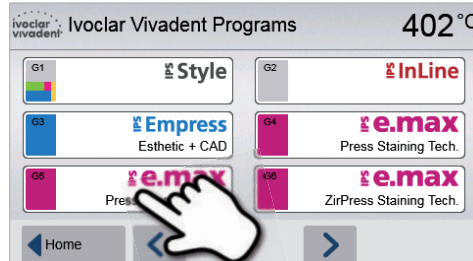 ivoclar
vivadent
Ivoclar Vivadent Programs
402°C
G1
IPS Style
G2
IPS InLine
G3
IPS Empress
Esthetic + CAD
G4
IPS e.max
Press Staining Tech.
G5
IPS e.max
G6
IPS e.max
ZirPress Staining Tech.
Home